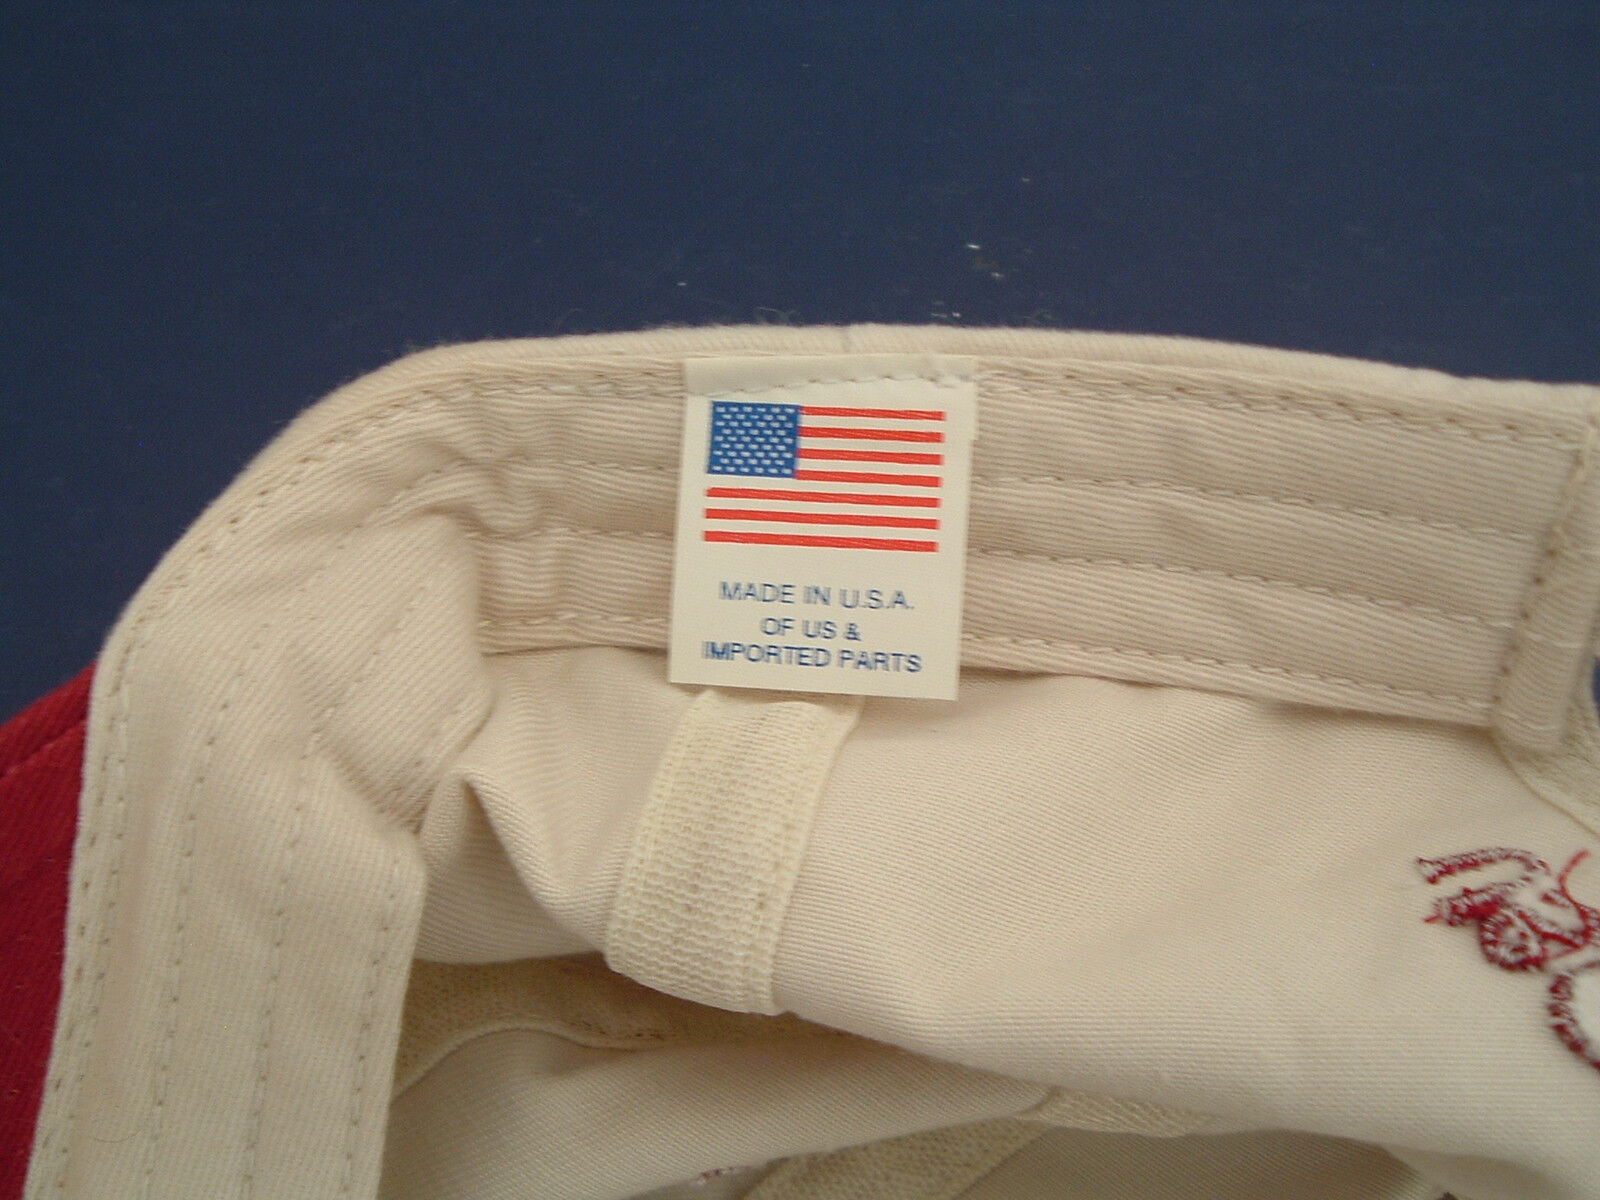 MADE IN U.S.A.
OF US &
IMPORTED PARTS